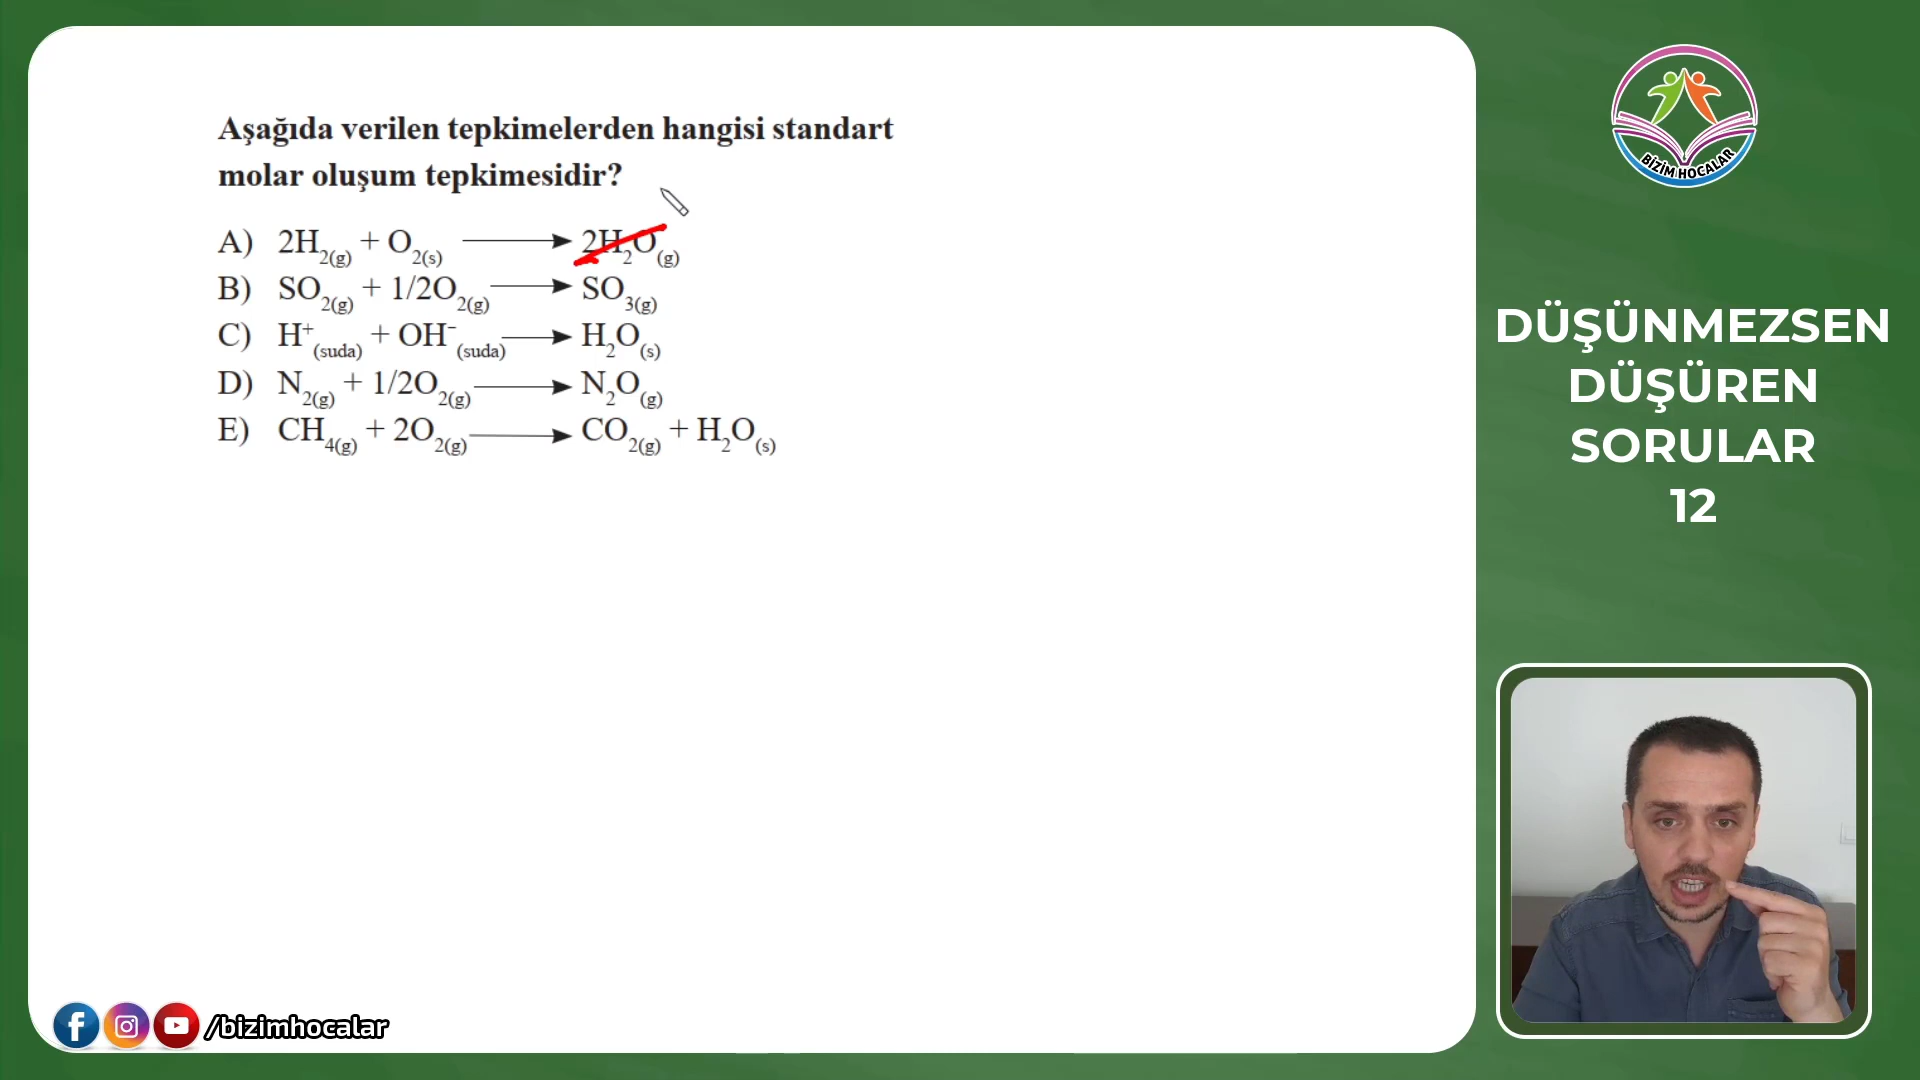 Aşağıda verilen tepkimelerden hangisi standart
molar oluşum tepkimesidir?
A) 2H₂(g) + O₂(s) ⟶ 2H₂O(g)
B) SO₂(g) + 1/2O₂(g) ⟶ SO₃(g)
C) H⁺(suda) + OH⁻(suda) ⟶ H₂O(s)
D) N₂(g) + 1/2O₂(g) ⟶ N₂O(g)
E) CH₄(g) + 2O₂(g) ⟶ CO₂(g) + H₂O(s)
/bizimhocalar
BİZİM HOCALAR
DÜŞÜNMEZSEN
DÜŞÜREN
SORULAR
12